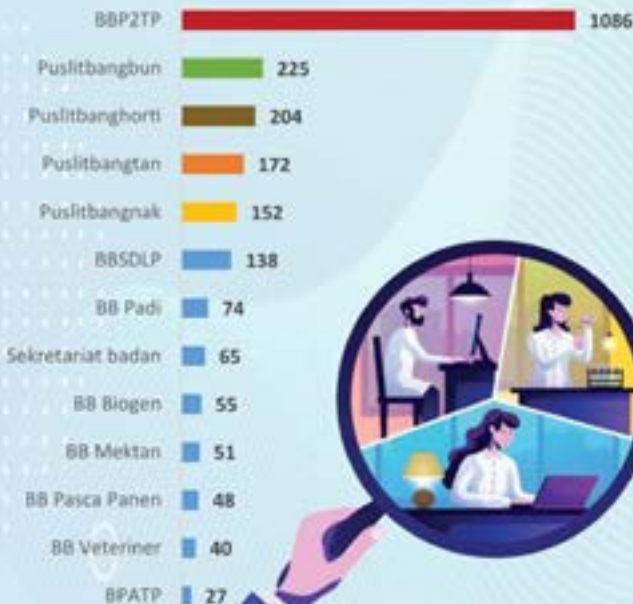 BBP2TP 1086
Puslitbangbun 225
Puslitbanghorti 204
Puslitbangtan 172
Puslitbangnak 152
BBSDLP 138
BB Padi 74
Sekretariat badan 65
BB Biogen 55
BB Mektan 51
BB Pasca Panen 48
BB Veteriner 40
BPATP 27